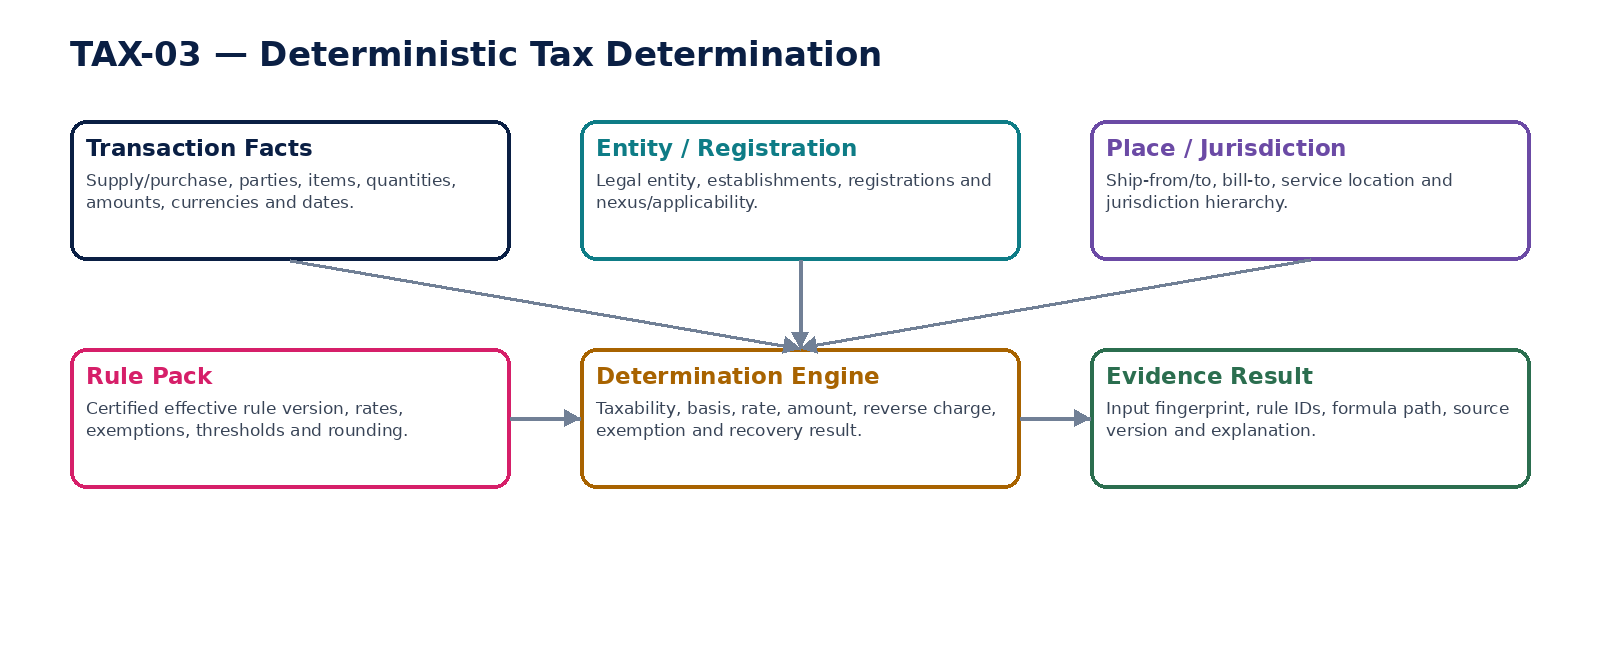 TAX-03 — Deterministic Tax Determination
Transaction Facts
Supply/purchase, parties, items, quantities,
amounts, currencies and dates.
Entity / Registration
Legal entity, establishments, registrations and
nexus/applicability.
Place / Jurisdiction
Ship-from/to, bill-to, service location and
jurisdiction hierarchy.
Rule Pack
Certified effective rule version, rates,
exemptions, thresholds and rounding.
Determination Engine
Taxability, basis, rate, amount, reverse charge,
exemption and recovery result.
Evidence Result
Input fingerprint, rule IDs, formula path, source
version and explanation.